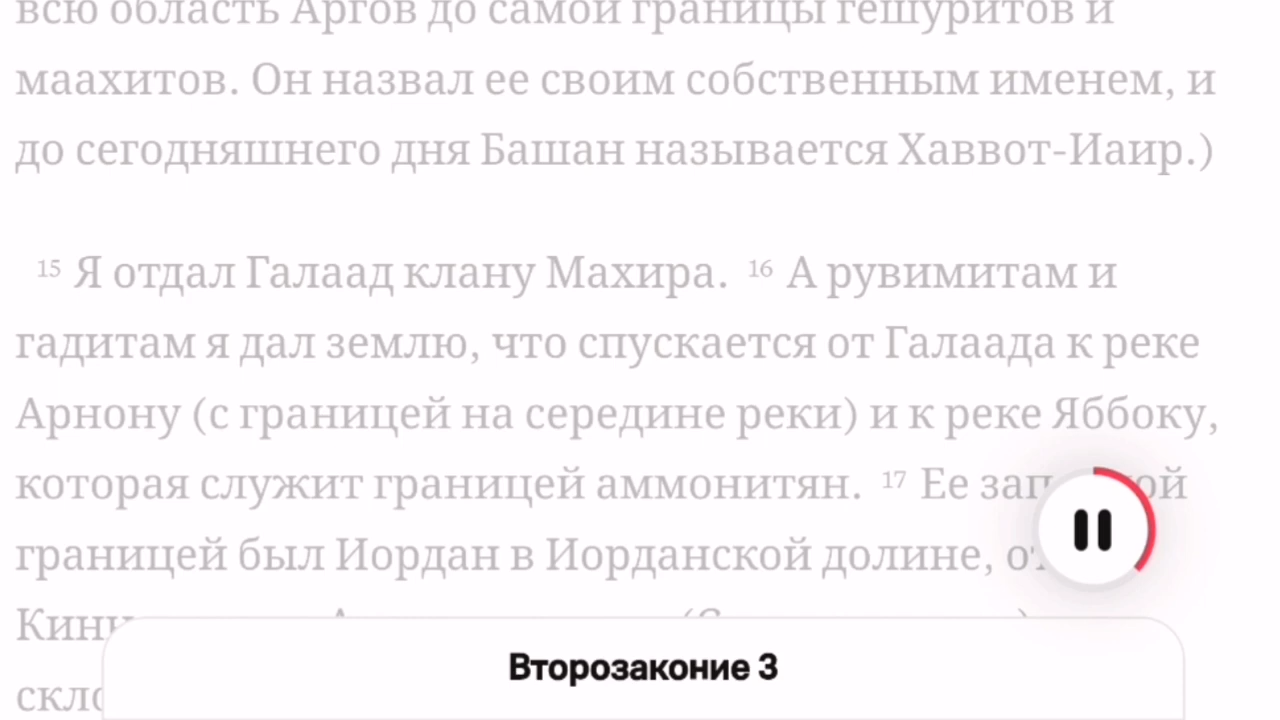 всю область Аргов до самой границы гешуритов и
маахитов. Он назвал ее своим собственным именем, и
до сегодняшнего дня Башан называется Хаввот-Иаир.)
15 Я отдал Галаад клану Махира. 16 А рувимитам и
гадитам я дал землю, что спускается от Галаада к реке
Арнону (с границей на середине реки) и к реке Яббоку,
которая служит границей аммонитян. 17 Ее
границей был Иордан в Иорданской долине,
Второзаконие 3